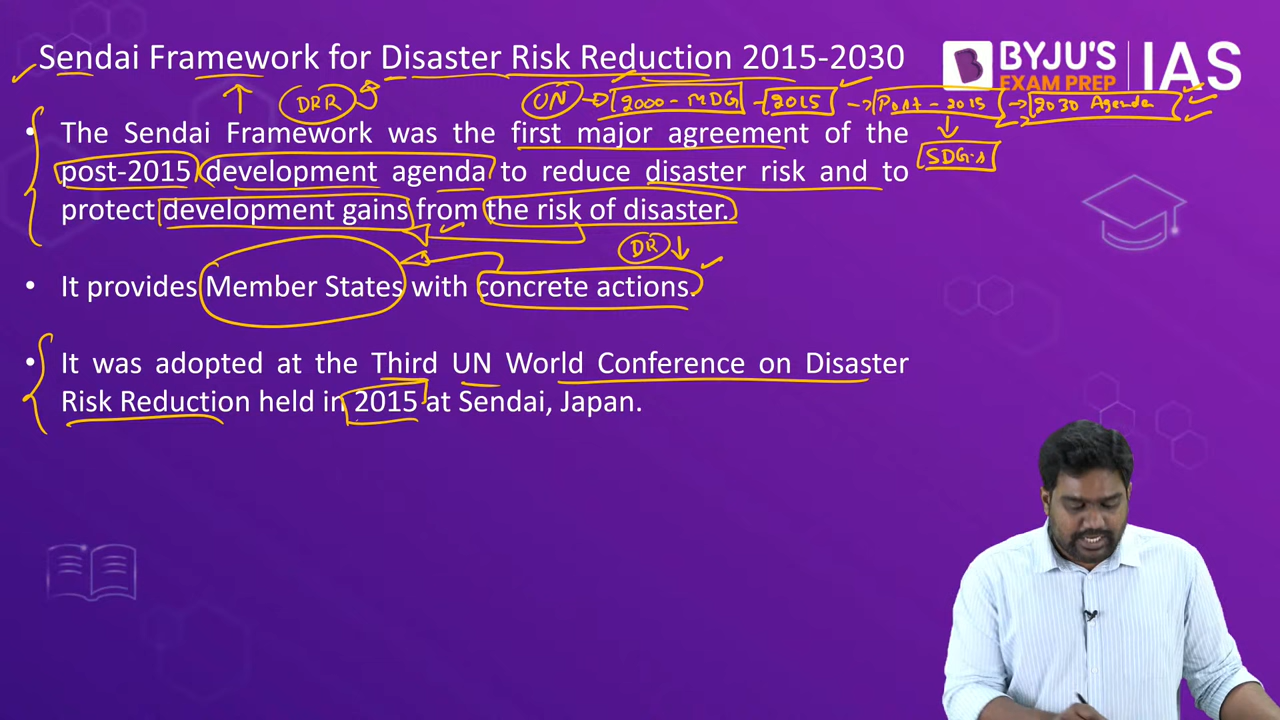 Sendai Framework for Disaster Risk Reduction 2015-2030
BYJU'S
EXAM PREP
IAS
DRR
UN → 2000-MDG - 2015 → Post-2015 → 2030 Agenda
SDGs
• The Sendai Framework was the first major agreement of the
post-2015 development agenda to reduce disaster risk and to
protect development gains from the risk of disaster.
DR ↓
• It provides Member States with concrete actions.
• It was adopted at the Third UN World Conference on Disaster
Risk Reduction held in 2015 at Sendai, Japan.